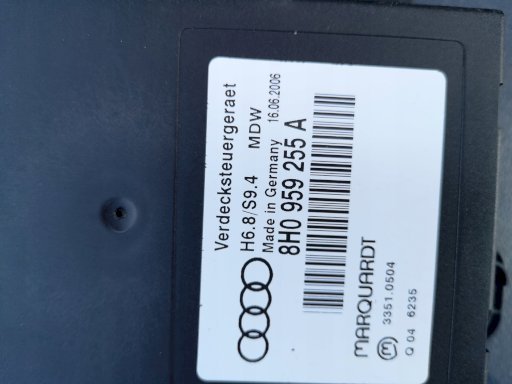 Verdecksteuergeraet
H6.8/S9.4 MDW
Made in Germany 16.06.2006
8H0 959 255 A
MARQUARDT
M 3351.0504
Q 04 6235